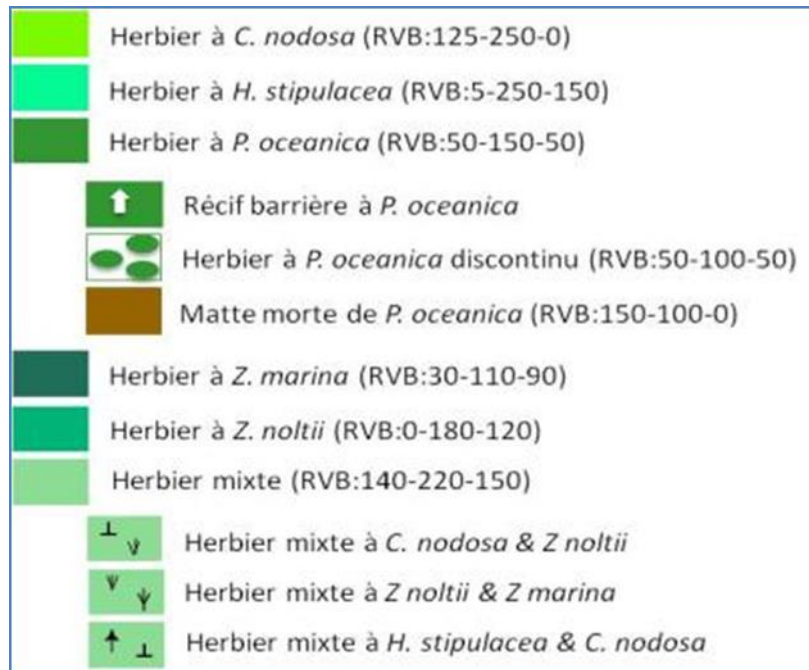 Herbier à C. nodosa (RVB:125-250-0)
Herbier à H. stipulacea (RVB:5-250-150)
Herbier à P. oceanica (RVB:50-150-50)
Récif barrière à P. oceanica
Herbier à P. oceanica discontinu (RVB:50-100-50)
Matte morte de P. oceanica (RVB:150-100-0)
Herbier à Z. marina (RVB:30-110-90)
Herbier à Z. noltii (RVB:0-180-120)
Herbier mixte (RVB:140-220-150)
Herbier mixte à C. nodosa & Z noltii
Herbier mixte à Z noltii & Z marina
Herbier mixte à H. stipulacea & C. nodosa